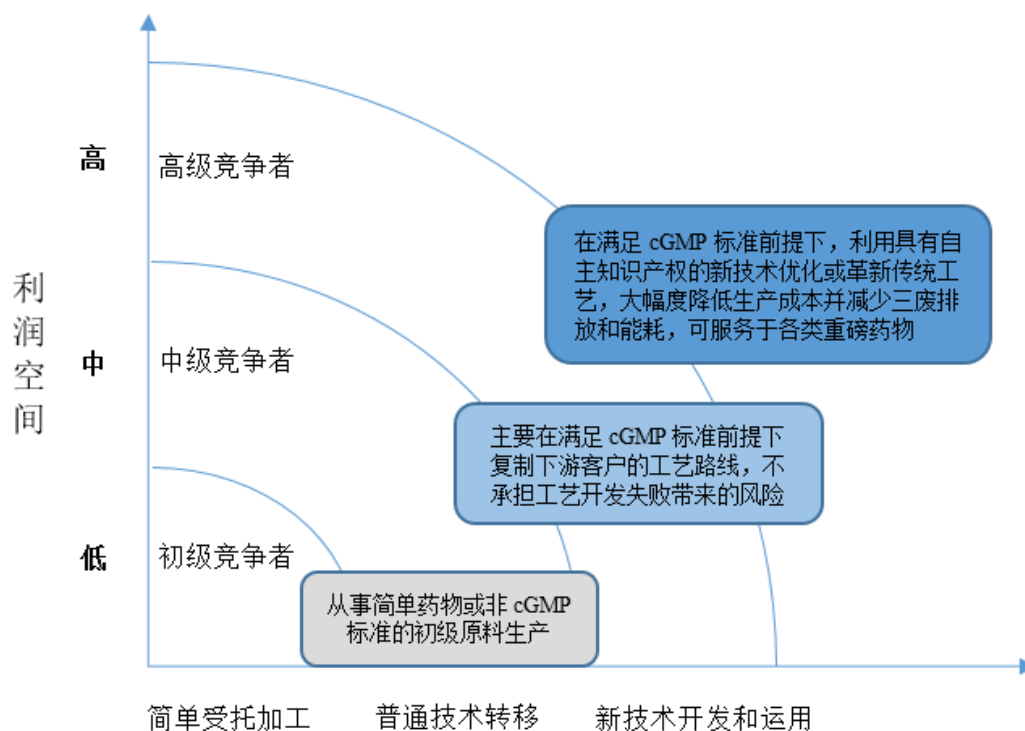 高
高级竞争者
在满足 cGMP 标准前提下，利用具有自
主知识产权的新技术优化或革新传统工
艺，大幅度降低生产成本并减少三废排
放和能耗，可服务于各类重磅药物
利
润
空
间
中
中级竞争者
主要在满足 cGMP 标准前提下
复制下游客户的工艺路线，不
承担工艺开发失败带来的风险
低
初级竞争者
从事简单药物或非 cGMP
标准的初级原料生产
简单受托加工
普通技术转移
新技术开发和运用